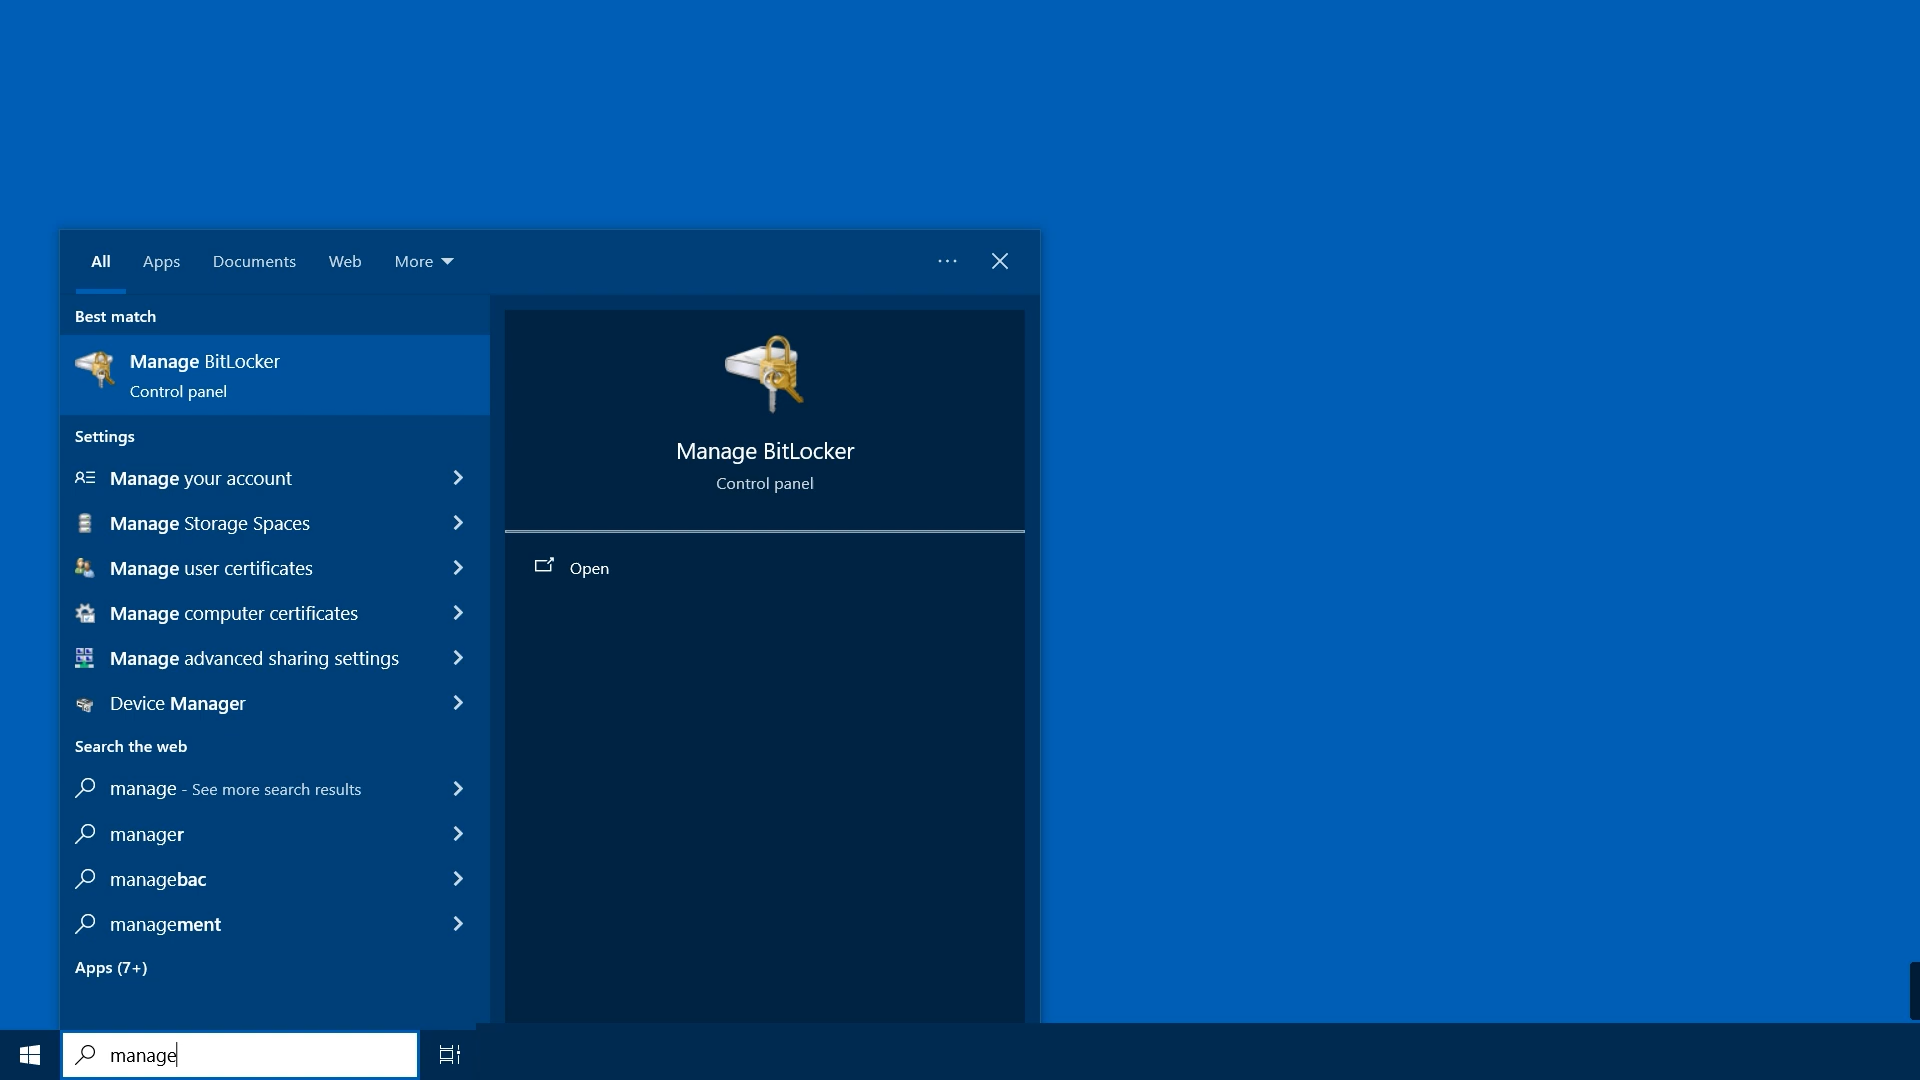 All Apps Documents Web More
Best match
Manage BitLocker
Control panel
Settings
Manage your account
Manage Storage Spaces
Manage user certificates
Manage computer certificates
Manage advanced sharing settings
Device Manager
Search the web
manage - See more search results
manager
managebac
management
Apps (7+)
Manage BitLocker
Control panel
Open
manage